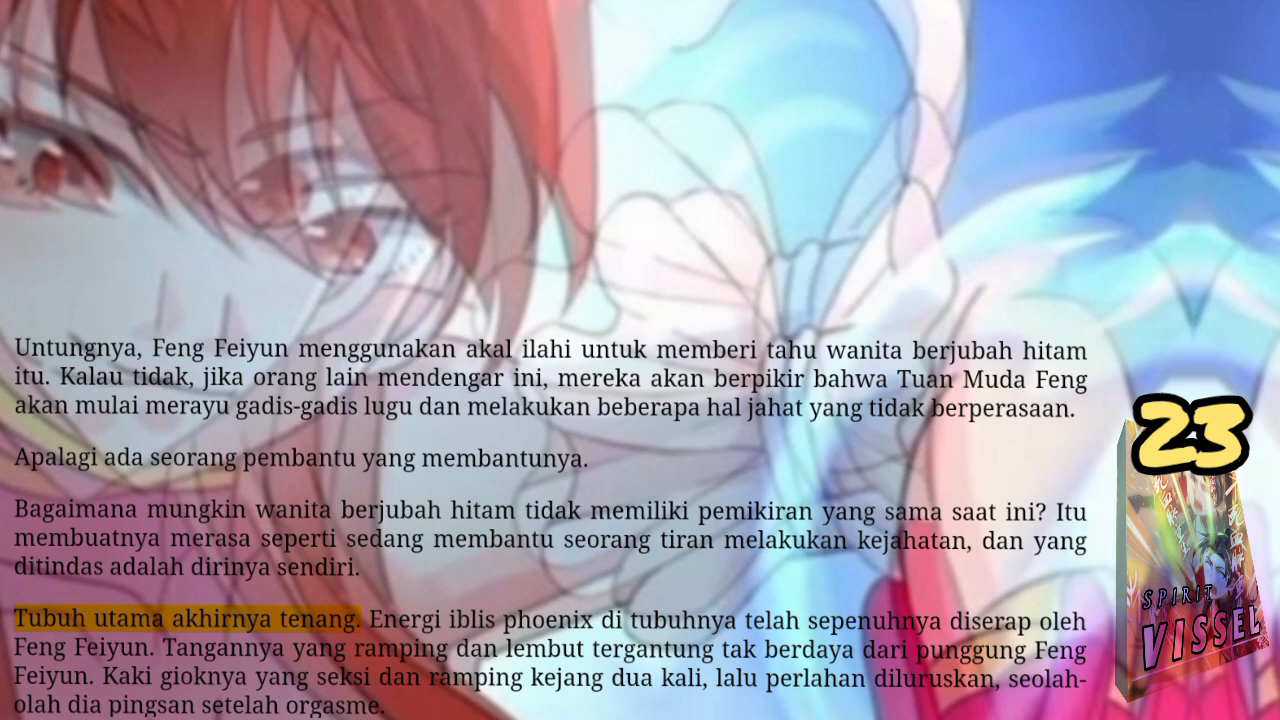 Untungnya, Feng Feiyun menggunakan akal ilahi untuk memberi tahu wanita berjubah hitam
itu. Kalau tidak, jika orang lain mendengar ini, mereka akan berpikir bahwa Tuan Muda Feng
akan mulai merayu gadis-gadis lugu dan melakukan beberapa hal jahat yang tidak berperasaan.
Apalagi ada seorang pembantu yang membantunya.
Bagaimana mungkin wanita berjubah hitam tidak memiliki pemikiran yang sama saat ini? Itu
membuatnya merasa seperti sedang membantu seorang tiran melakukan kejahatan, dan yang
ditindas adalah dirinya sendiri.
Tubuh utama akhirnya tenang. Energi iblis phoenix di tubuhnya telah sepenuhnya diserap oleh
Feng Feiyun. Tangannya yang ramping dan lembut tergantung tak berdaya dari punggung Feng
Feiyun. Kaki gioknya yang seksi dan ramping kejang dua kali, lalu perlahan diluruskan, seolah-
olah dia pingsan setelah orgasme.
23
SPIRIT
VISSEL